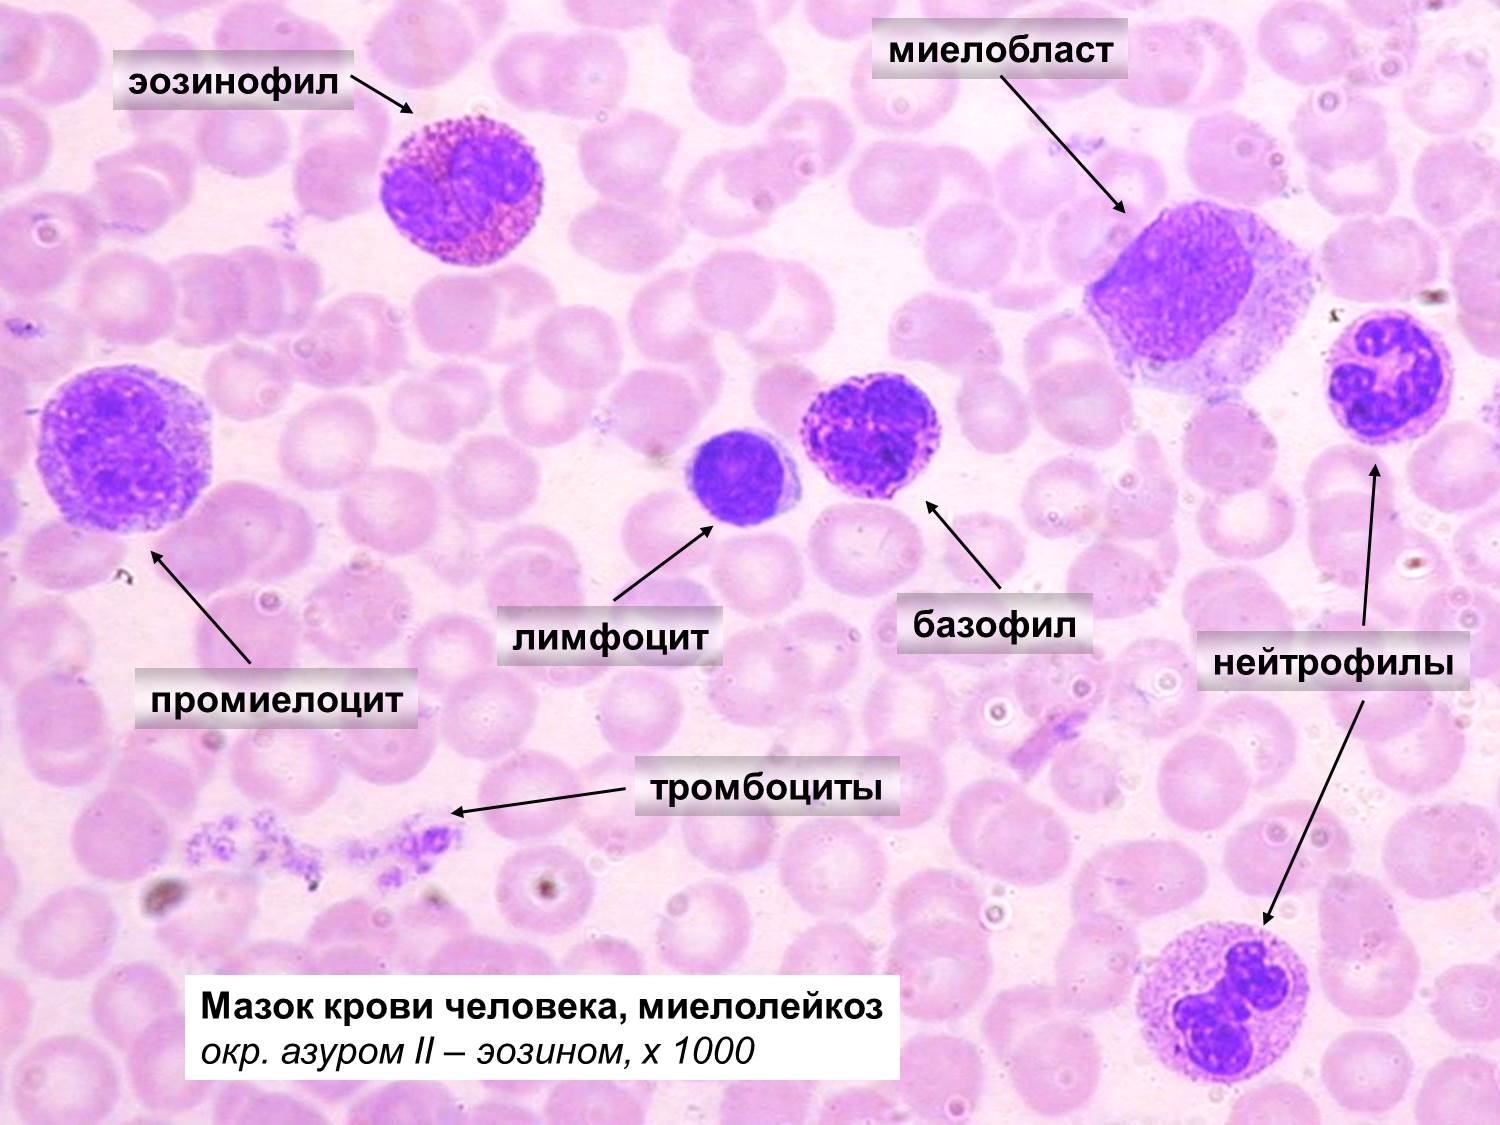 миелобласт
эозинофил
лимфоцит
базофил
нейтрофилы
промиелоцит
тромбоциты
Мазок крови человека, миелолейкоз
окр. азуром II – эозином, х 1000